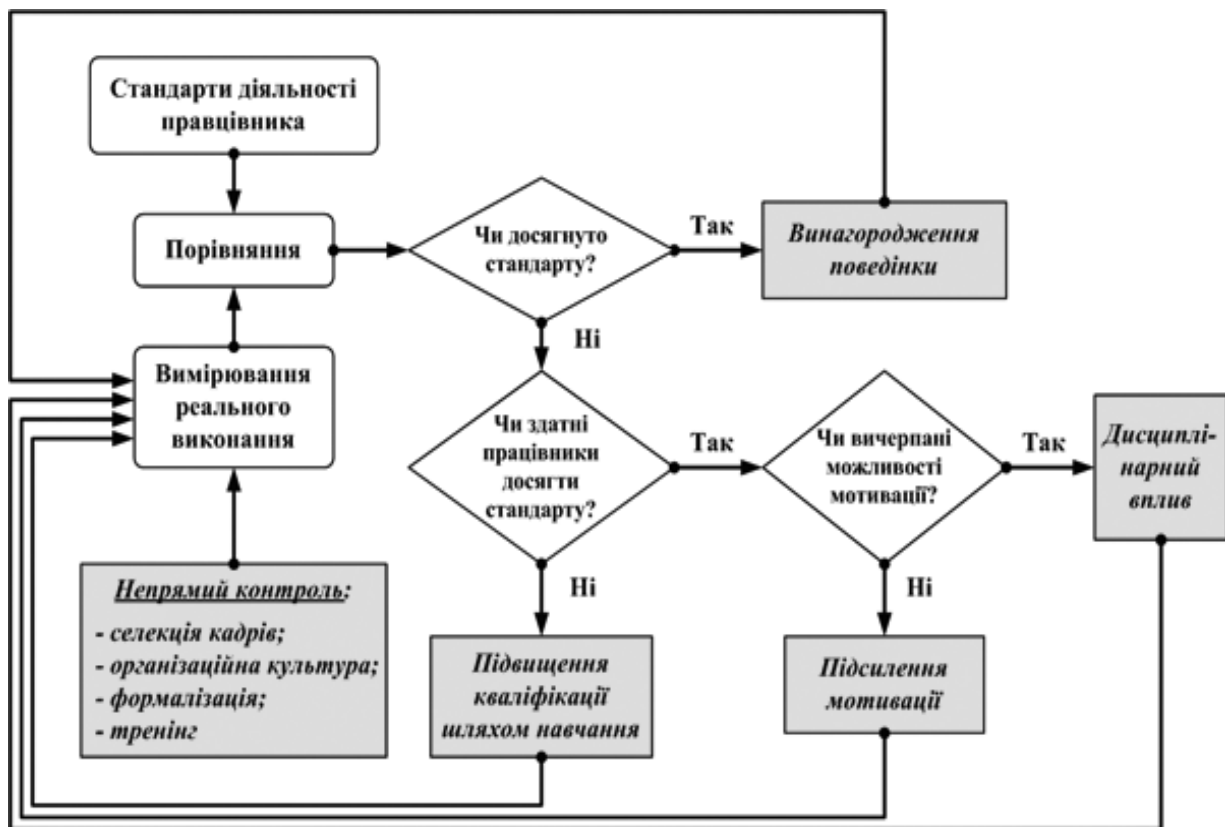 Стандарти діяльності
правцівника
Порівняння
Чи досягнуто
стандарту?
Так
Винагородження
поведінки
Ні
Вимірювання
реального
виконання
Чи здатні
працівники
досягти
стандарту?
Так
Чи вичерпані
можливості
мотивації?
Так
Дисциплі-
нарний
вплив
Непрямий контроль:
- селекція кадрів;
- організаційна культура;
- формалізація;
- тренінг
Ні
Підвищення
кваліфікації
шляхом навчання
Ні
Підсилення
мотивації